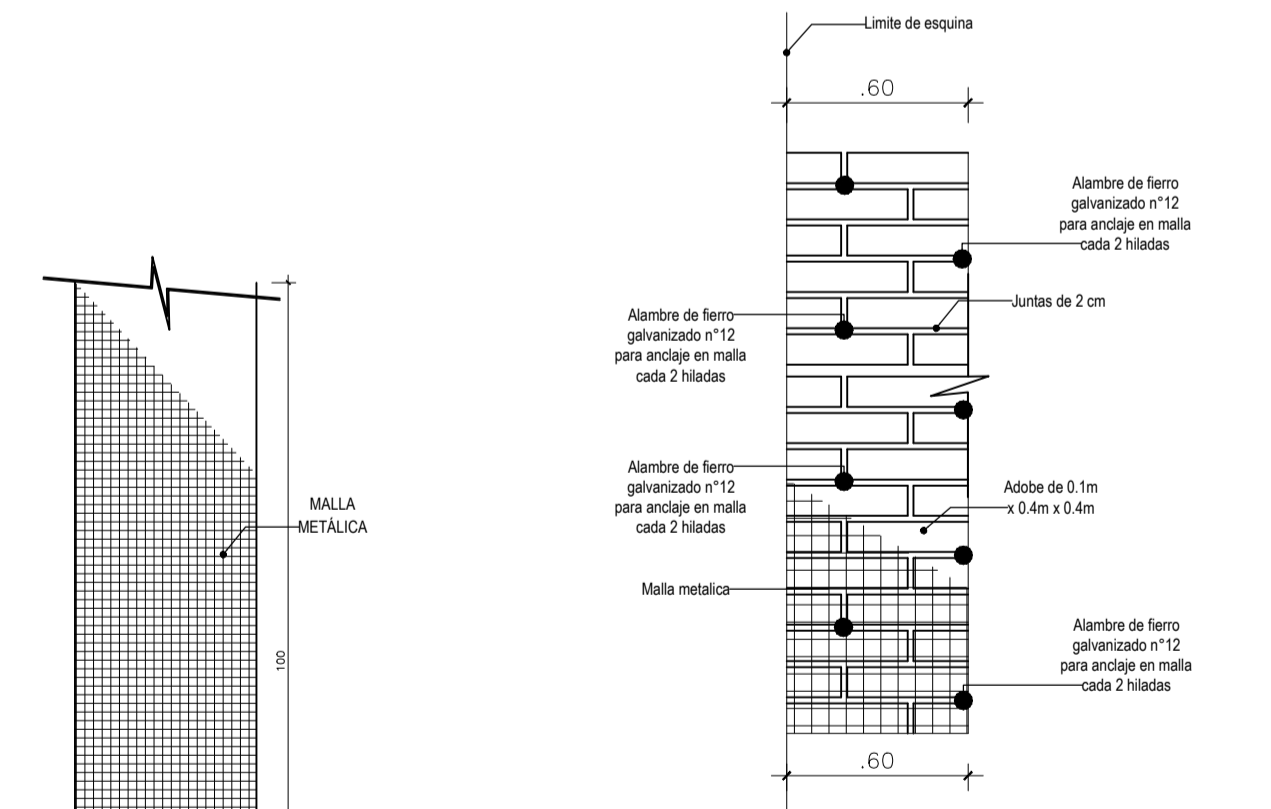 Limite de esquina
.60
Alambre de fierro
galvanizado n°12
para anclaje en malla
cada 2 hiladas
Juntas de 2 cm
Alambre de fierro
galvanizado n°12
para anclaje en malla
cada 2 hiladas
Alambre de fierro
galvanizado n°12
para anclaje en malla
cada 2 hiladas
Adobe de 0.1m
x 0.4m x 0.4m
MALLA
METÁLICA
Malla metalica
Alambre de fierro
galvanizado n°12
para anclaje en malla
cada 2 hiladas
100
.60